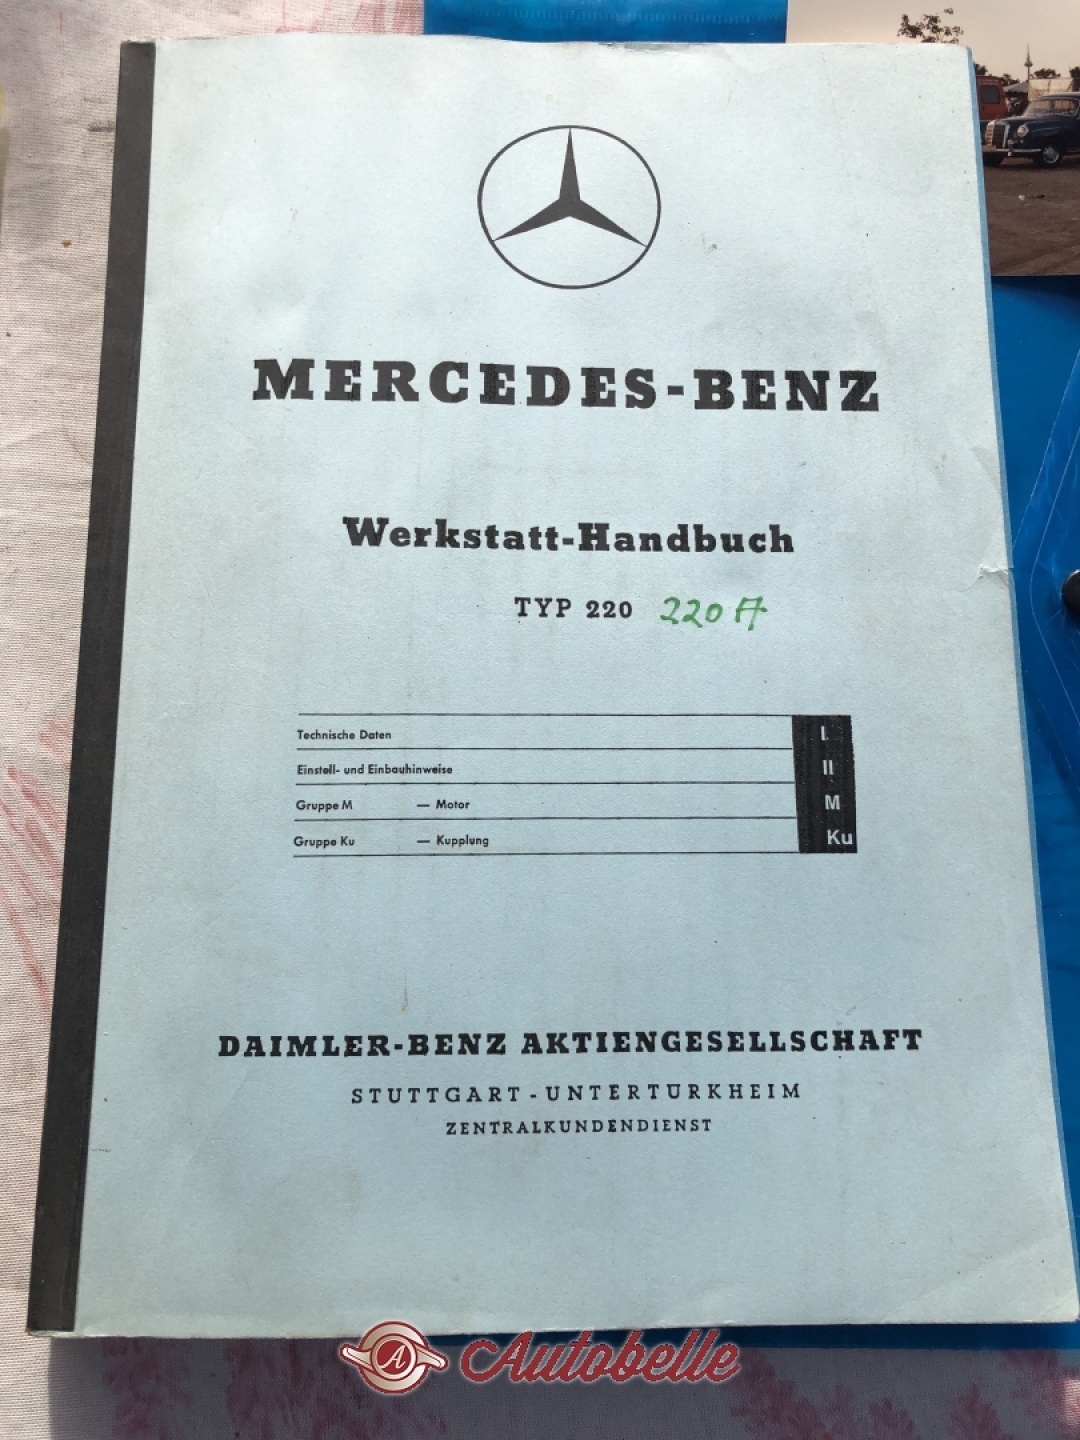 MERCEDES-BENZ
Werkstatt-Handbuch
TYP 220 220 A
Technische Daten I
Einstell- und Einbauhinweise II
Gruppe M — Motor M
Gruppe Ku — Kupplung Ku
DAIMLER-BENZ AKTIENGESELLSCHAFT
STUTTGART-UNTERTÜRKHEIM
ZENTRALKUNDENDIENST
A Autobelle